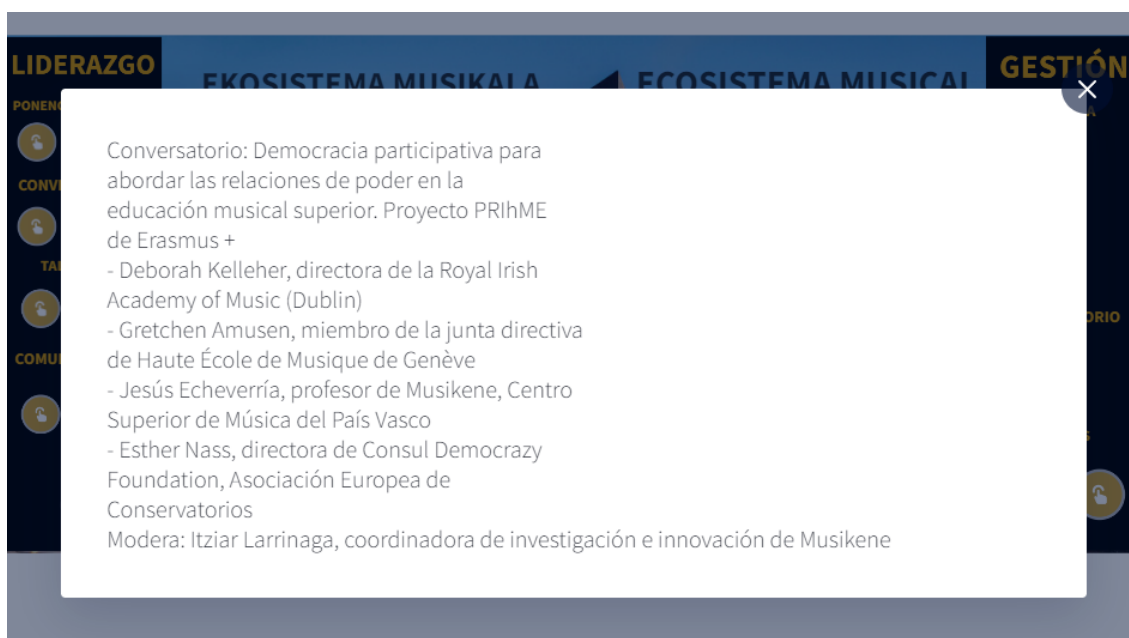 LIDERAZGO
EKOSISTEMA MUSIKALA
ECOSISTEMA MUSICAL
GESTIÓN
Conversatorio: Democracia participativa para
abordar las relaciones de poder en la
educación musical superior. Proyecto PRIhME
de Erasmus +
- Deborah Kelleher, directora de la Royal Irish
Academy of Music (Dublin)
- Gretchen Amusen, miembro de la junta directiva
de Haute École de Musique de Genève
- Jesús Echeverría, profesor de Musikene, Centro
Superior de Música del País Vasco
- Esther Nass, directora de Consul Democrazy
Foundation, Asociación Europea de
Conservatorios
Modera: Itziar Larrinaga, coordinadora de investigación e innovación de Musikene